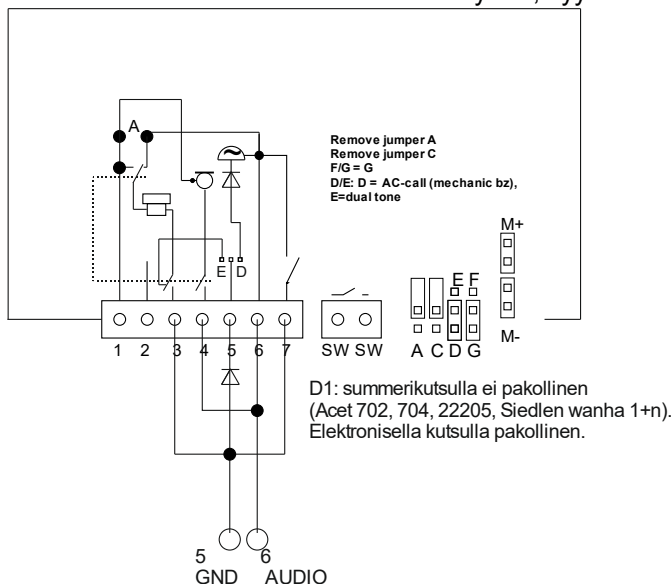 A
Remove jumper A
Remove jumper C
F/G = G
D/E: D = AC-call (mechanic bz),
E=dual tone
M+
E D
E F
1 2 3 4 5 6 7
SW SW
A C D G
M-
D1: summerikutsulla ei pakollinen
(Acet 702, 704, 22205, Siedlen wanha 1+n).
Elektronisella kutsulla pakollinen.
5 6
GND AUDIO